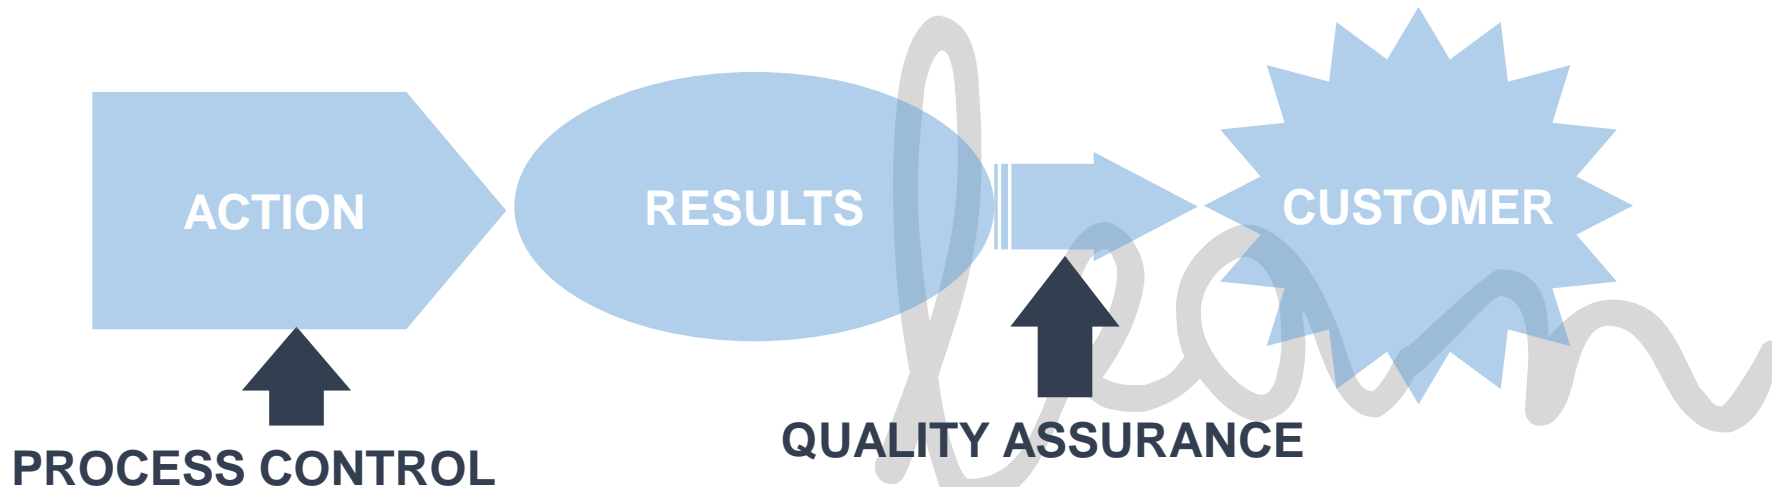 ACTION
RESULTS
CUSTOMER
QUALITY ASSURANCE
PROCESS CONTROL
lean